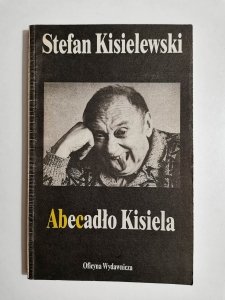 Stefan Kisielewski
Abecadło Kisiela
Oficyna Wydawnicza